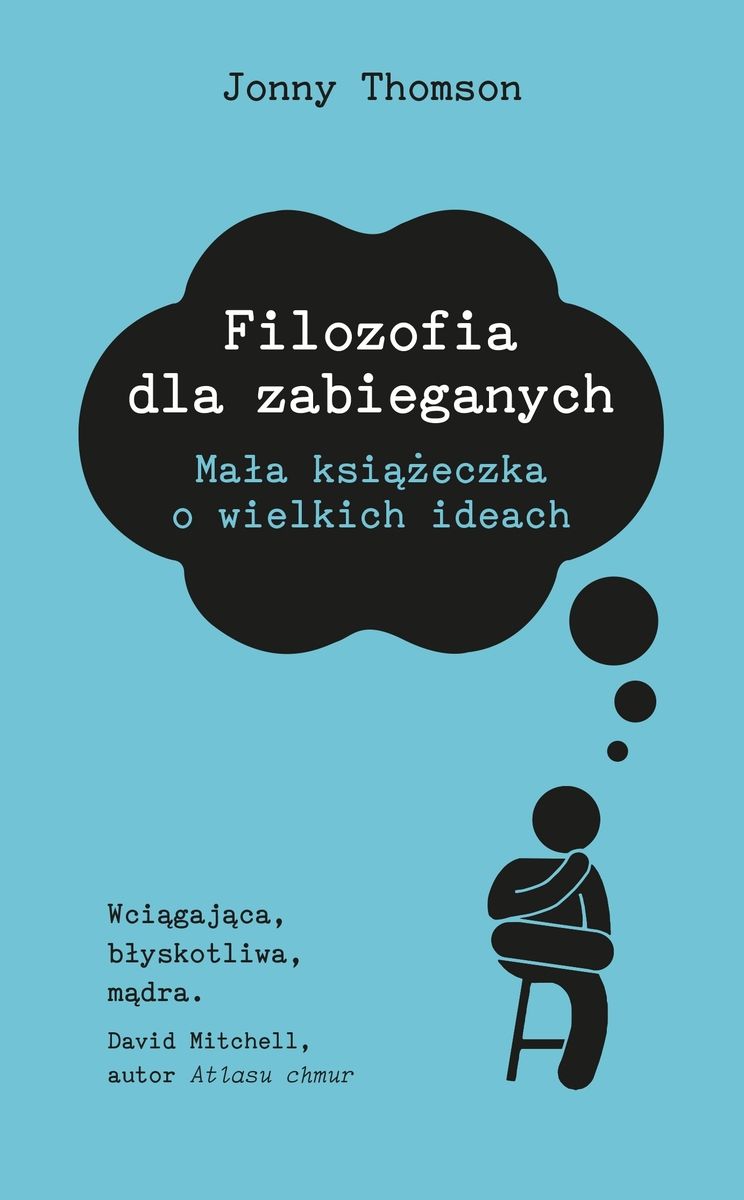 Jonny Thomson
Filozofia
dla zabieganych
Mała książeczka
o wielkich ideach
Wciągająca,
błyskotliwa,
mądra.
David Mitchell,
autor Atlasu chmur